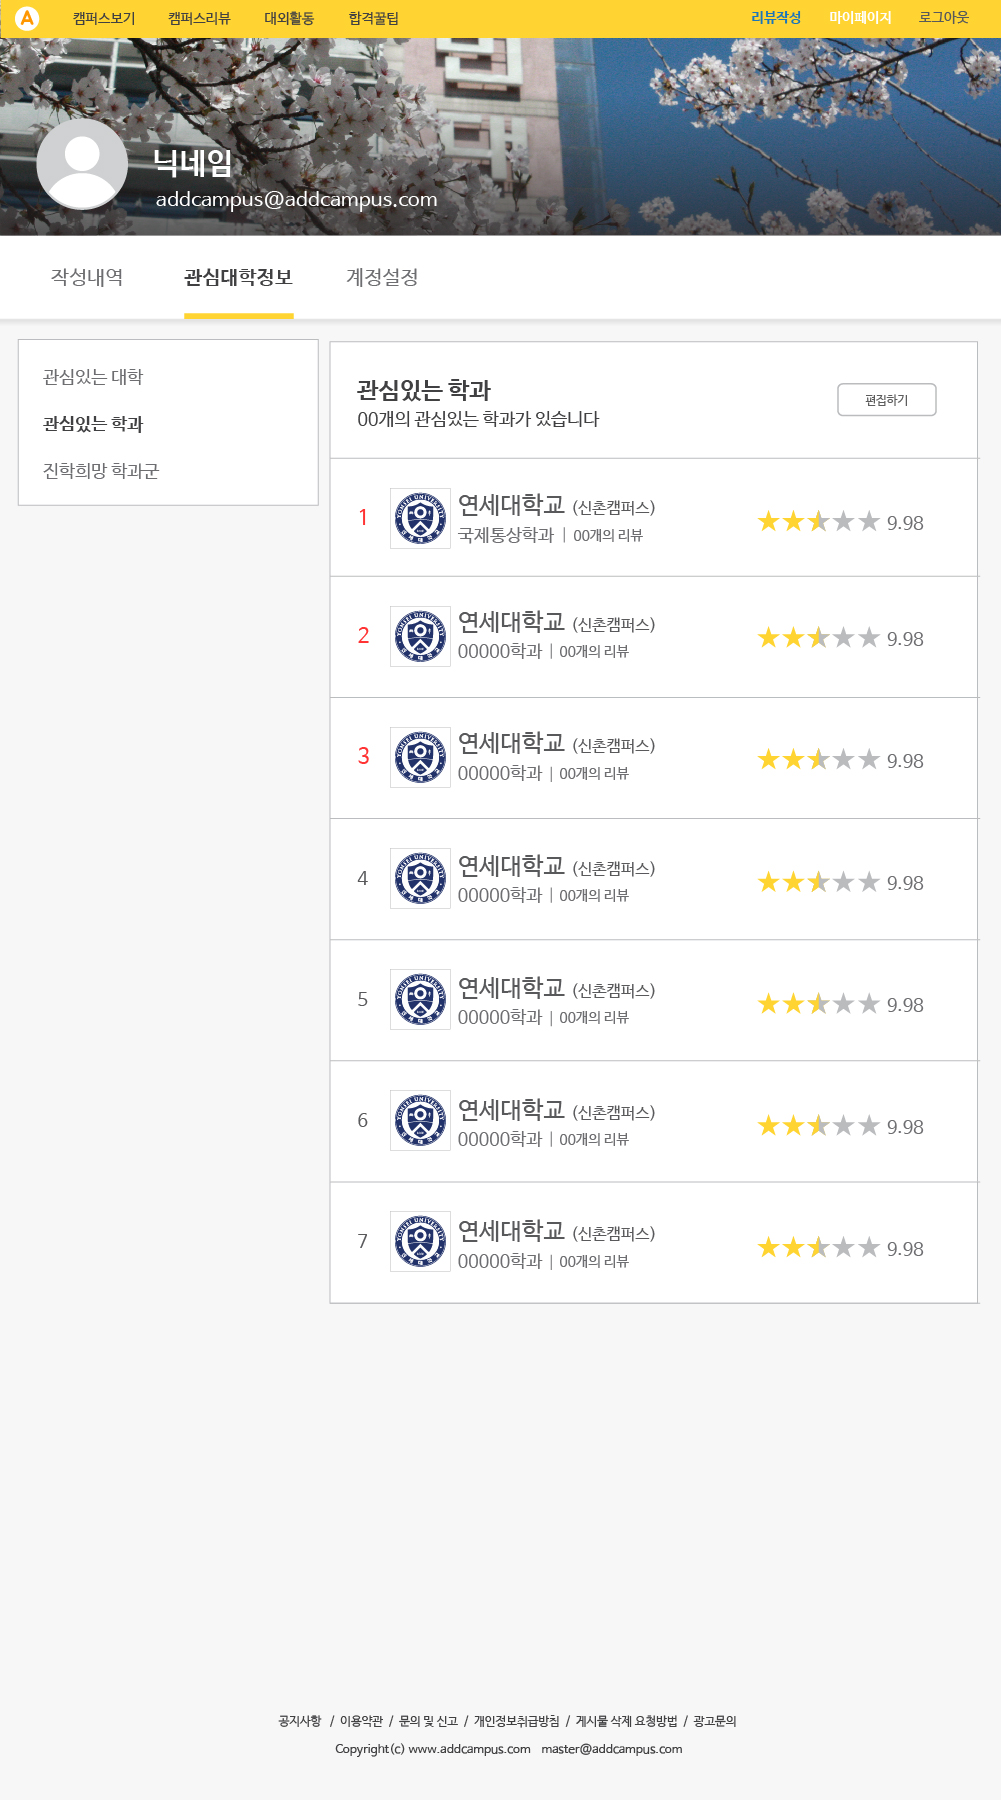 A 캠퍼스보기 캠퍼스리뷰 대외활동 합격꿀팁 리뷰작성 마이페이지 로그아웃
닉네임
addcampus@addcampus.com
작성내역 관심대학정보 계정설정
관심있는 대학
관심있는 학과
진학희망 학과군
관심있는 학과
00개의 관심있는 학과가 있습니다
편집하기
1 연세대학교 (신촌캠퍼스)
국제통상학과 | 00개의 리뷰
9.98
2 연세대학교 (신촌캠퍼스)
00000학과 | 00개의 리뷰
9.98
3 연세대학교 (신촌캠퍼스)
00000학과 | 00개의 리뷰
9.98
4 연세대학교 (신촌캠퍼스)
00000학과 | 00개의 리뷰
9.98
5 연세대학교 (신촌캠퍼스)
00000학과 | 00개의 리뷰
9.98
6 연세대학교 (신촌캠퍼스)
00000학과 | 00개의 리뷰
9.98
7 연세대학교 (신촌캠퍼스)
00000학과 | 00개의 리뷰
9.98
공지사항 / 이용약관 / 문의 및 신고 / 개인정보취급방침 / 게시물 삭제 요청방법 / 광고문의
Copyright(c) www.addcampus.com master@addcampus.com